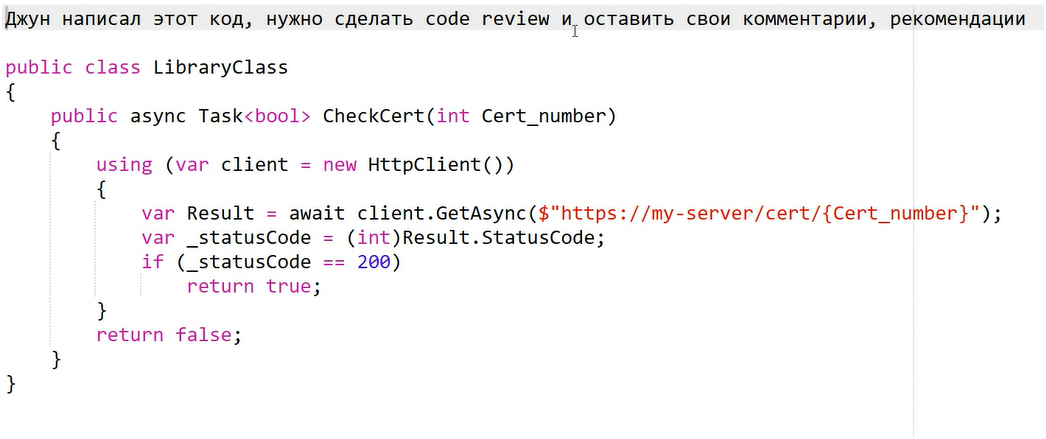 Джун написал этот код, нужно сделать code review и оставить свои комментарии, рекомендации
public class LibraryClass
{
public async Task<bool> CheckCert(int Cert_number)
{
using (var client = new HttpClient())
{
var Result = await client.GetAsync($"https://my-server/cert/{Cert_number}");
var _statusCode = (int)Result.StatusCode;
if (_statusCode == 200)
return true;
}
return false;
}
}